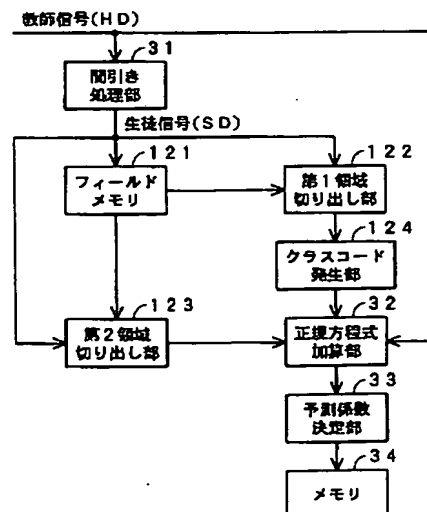 教師信号(HD)
31
間引き
処理部
生徒信号(SD)
121
フィールド
メモリ
122
第1領域
切り出し部
124
クラスコード
発生部
123
第2領域
切り出し部
32
正規方程式
加算部
33
予測係数
決定部
34
メモリ